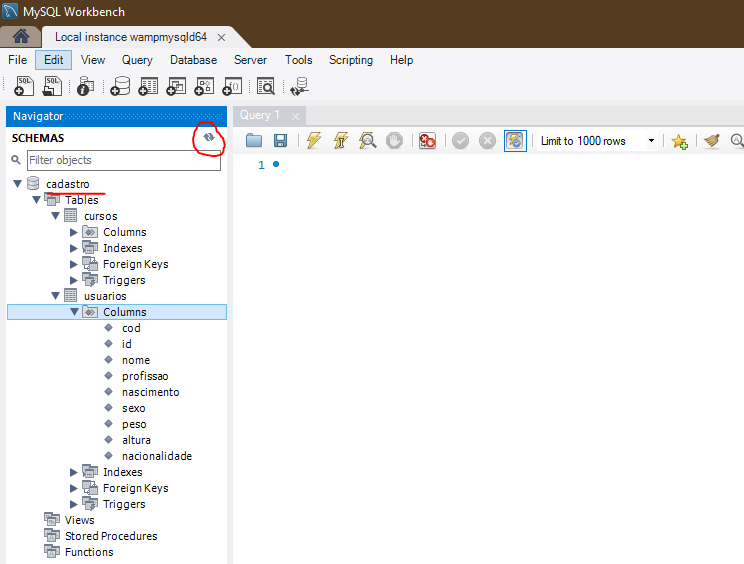 MySQL Workbench
Local instance wampmysqld64
File Edit View Query Database Server Tools Scripting Help
Navigator
Query 1
SCHEMAS
Limit to 1000 rows
Filter objects
1
cadastro
Tables
cursos
Columns
Indexes
Foreign Keys
Triggers
usuarios
Columns
cod
id
nome
profissao
nascimento
sexo
peso
altura
nacionalidade
Indexes
Foreign Keys
Triggers
Views
Stored Procedures
Functions